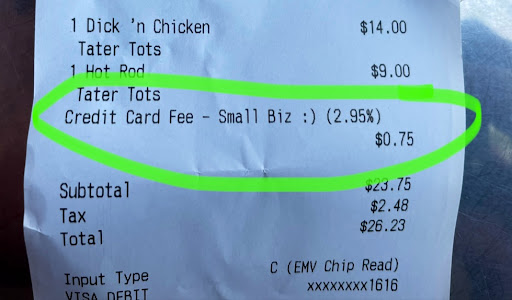 1 Dick 'n Chicken $14.00
Tater Tots
1 Hot Rod $9.00
Tater Tots
Credit Card Fee - Small Biz :) (2.95%)
$0.75
Subtotal $23.75
Tax $2.48
Total $26.23
Input Type C (EMV Chip Read)
VISA DEBIT xxxxxxxx1616